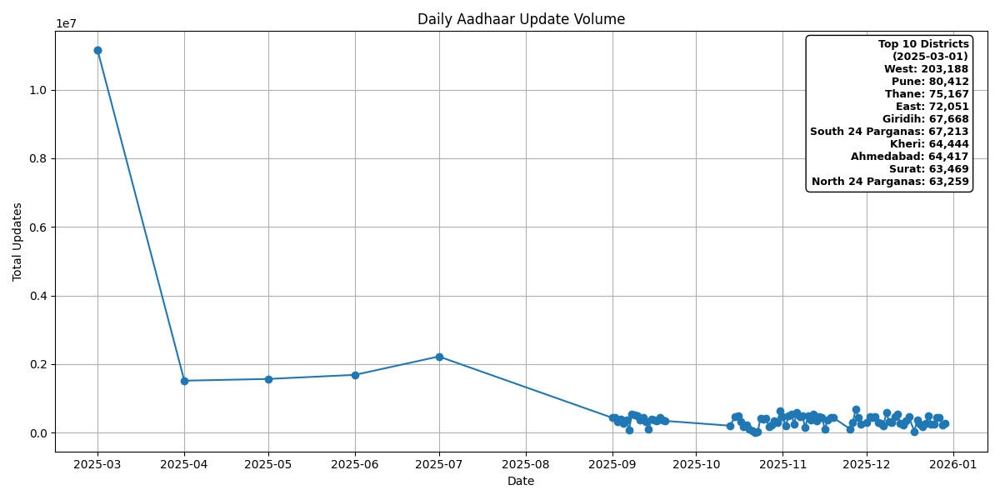 Daily Aadhaar Update Volume
1e7
1.0
0.8
0.6
0.4
0.2
0.0
Total Updates
Top 10 Districts
(2025-03-01)
West: 203,188
Pune: 80,412
Thane: 75,167
East: 72,051
Giridih: 67,668
South 24 Parganas: 67,213
Kheri: 64,444
Ahmedabad: 64,417
Surat: 63,469
North 24 Parganas: 63,259
2025-03 2025-04 2025-05 2025-06 2025-07 2025-08 2025-09 2025-10 2025-11 2025-12 2026-01
Date